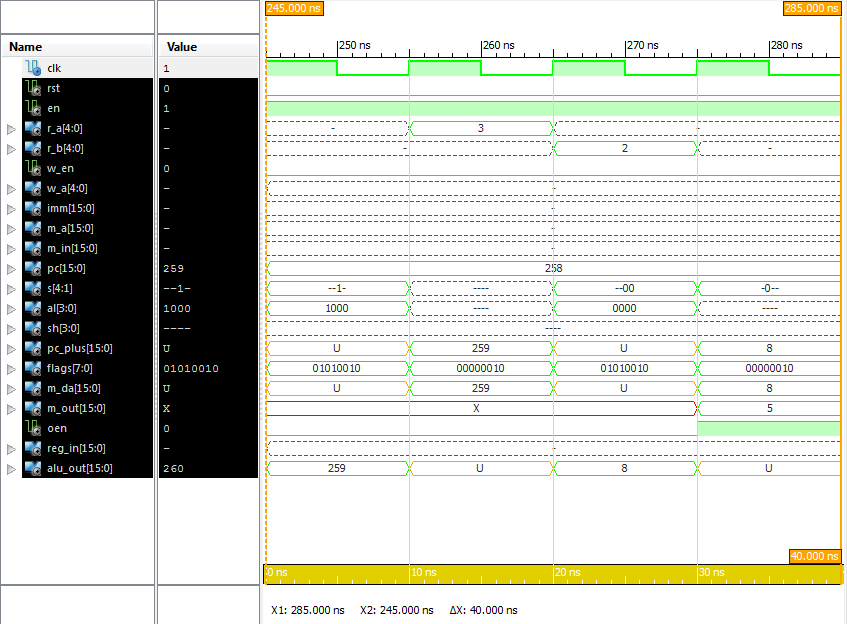 245.000 ns 285.000 ns
250 ns 260 ns 270 ns 280 ns
Name Value
clk 1
rst 0
en 1
r_a[4:0] – - 3 -
r_b[4:0] – - 2 -
w_en 0
w_a[4:0] – -
imm[15:0] – -
m_a[15:0] – -
m_in[15:0] – -
pc[15:0] 259 258
s[4:1] --1- --1- ---- --00 -0--
al[3:0] 1000 1000 ---- 0000 ----
sh[3:0] ---- ----
pc_plus[15:0] U U 259 U 8
flags[7:0] 01010010 01010010 00000010 01010010 00000010
m_da[15:0] U U 259 U 8
m_out[15:0] X X 5
oen 0
reg_in[15:0] – -
alu_out[15:0] 260 259 U 8 U
40.000 ns
0 ns 10 ns 20 ns 30 ns
X1: 285.000 ns X2: 245.000 ns ΔX: 40.000 ns